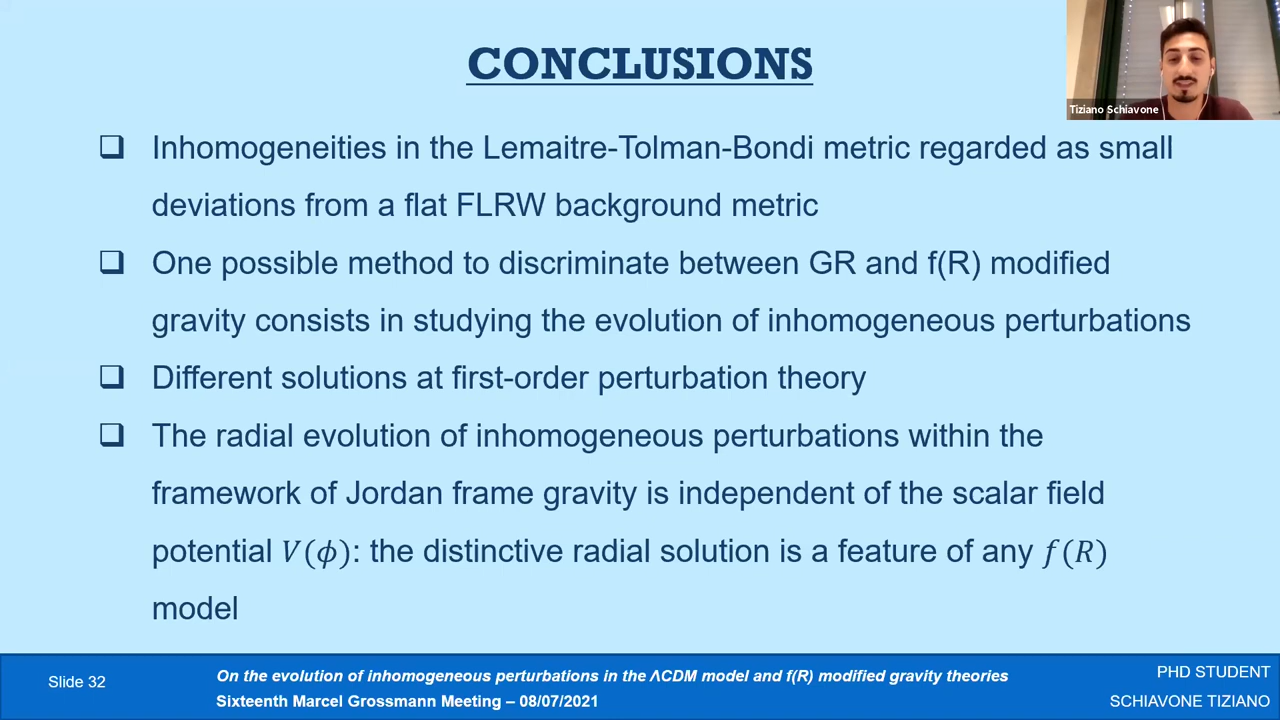 CONCLUSIONS
Tiziano Schiavone
❑ Inhomogeneities in the Lemaitre-Tolman-Bondi metric regarded as small
deviations from a flat FLRW background metric
❑ One possible method to discriminate between GR and f(R) modified
gravity consists in studying the evolution of inhomogeneous perturbations
❑ Different solutions at first-order perturbation theory
❑ The radial evolution of inhomogeneous perturbations within the
framework of Jordan frame gravity is independent of the scalar field
potential V(ϕ): the distinctive radial solution is a feature of any f(R)
model
Slide 32
On the evolution of inhomogeneous perturbations in the ΛCDM model and f(R) modified gravity theories
Sixteenth Marcel Grossmann Meeting – 08/07/2021
PHD STUDENT
SCHIAVONE TIZIANO